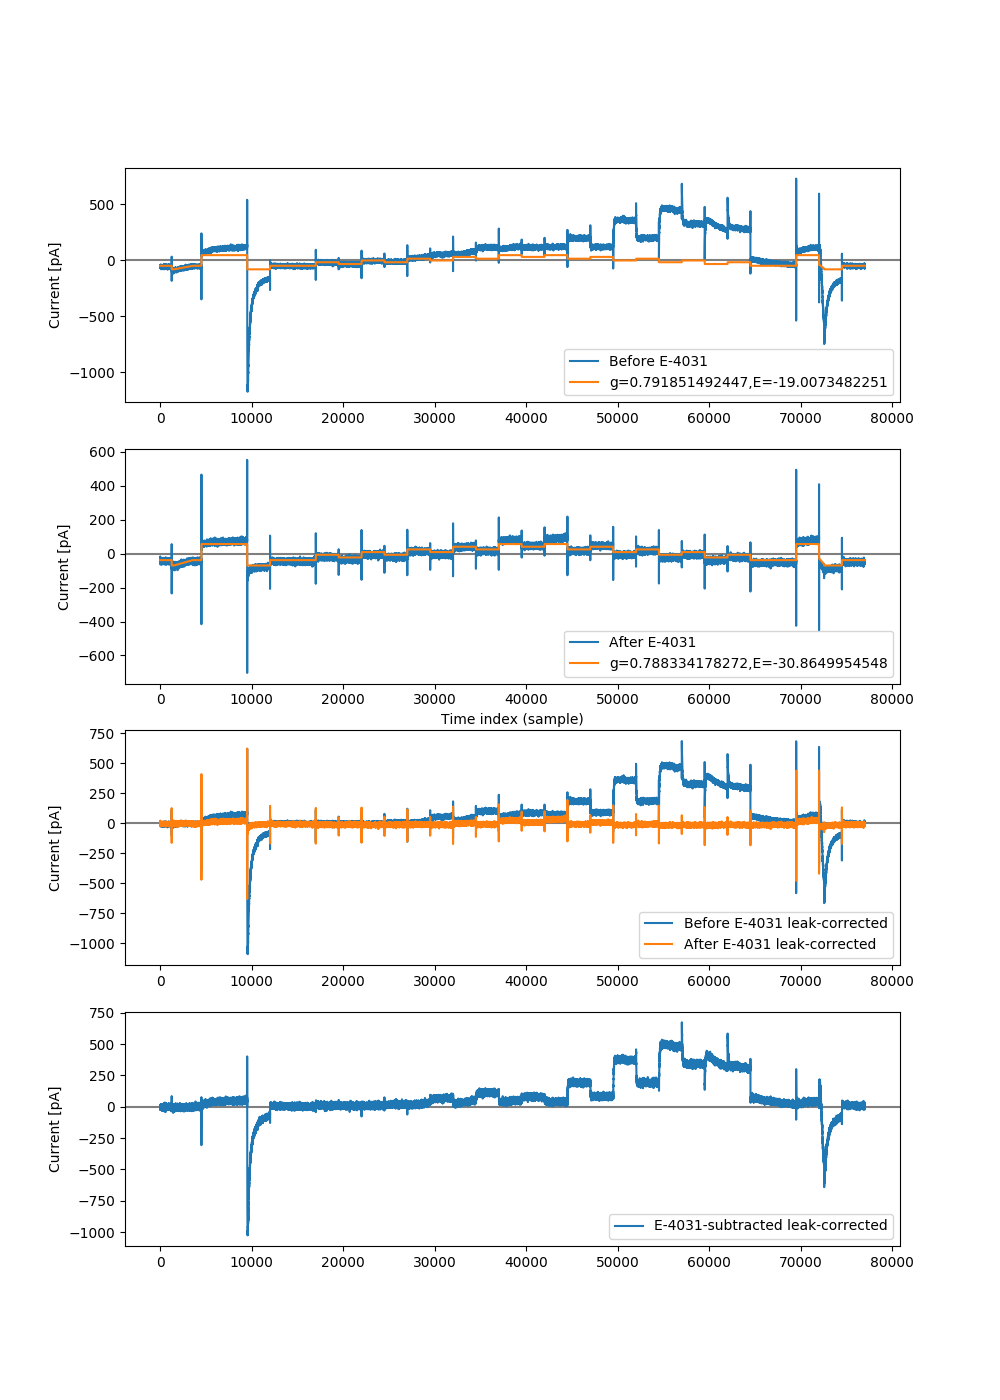 500
0
−500
−1000
Current [pA]
Before E-4031
g=0.791851492447,E=-19.0073482251
0 10000 20000 30000 40000 50000 60000 70000 80000
600
400
200
0
−200
−400
−600
Current [pA]
After E-4031
g=0.788334178272,E=-30.8649954548
0 10000 20000 30000 40000 50000 60000 70000 80000
Time index (sample)
750
500
250
0
−250
−500
−750
−1000
Current [pA]
Before E-4031 leak-corrected
After E-4031 leak-corrected
0 10000 20000 30000 40000 50000 60000 70000 80000
750
500
250
0
−250
−500
−750
−1000
Current [pA]
E-4031-subtracted leak-corrected
0 10000 20000 30000 40000 50000 60000 70000 80000